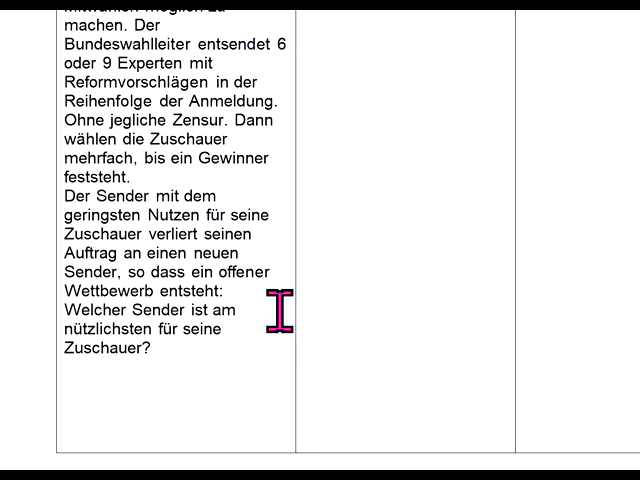 mitwählen möglich zu
machen. Der
Bundeswahlleiter entsendet 6
oder 9 Experten mit
Reformvorschlägen in der
Reihenfolge der Anmeldung.
Ohne jegliche Zensur. Dann
wählen die Zuschauer
mehrfach, bis ein Gewinner
feststeht.
Der Sender mit dem
geringsten Nutzen für seine
Zuschauer verliert seinen
Auftrag an einen neuen
Sender, so dass ein offener
Wettbewerb entsteht:
Welcher Sender ist am
nützlichsten für seine
Zuschauer?